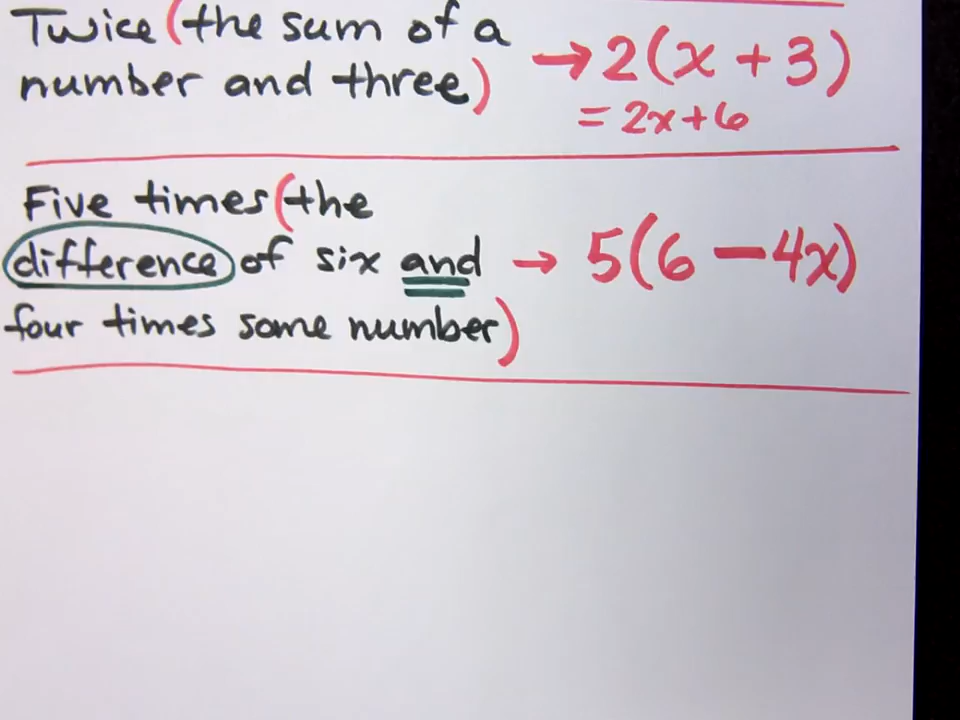 Twice (the sum of a
number and three) → 2(x + 3)
= 2x + 6
Five times (the
difference of six and → 5(6 − 4x)
four times some number)